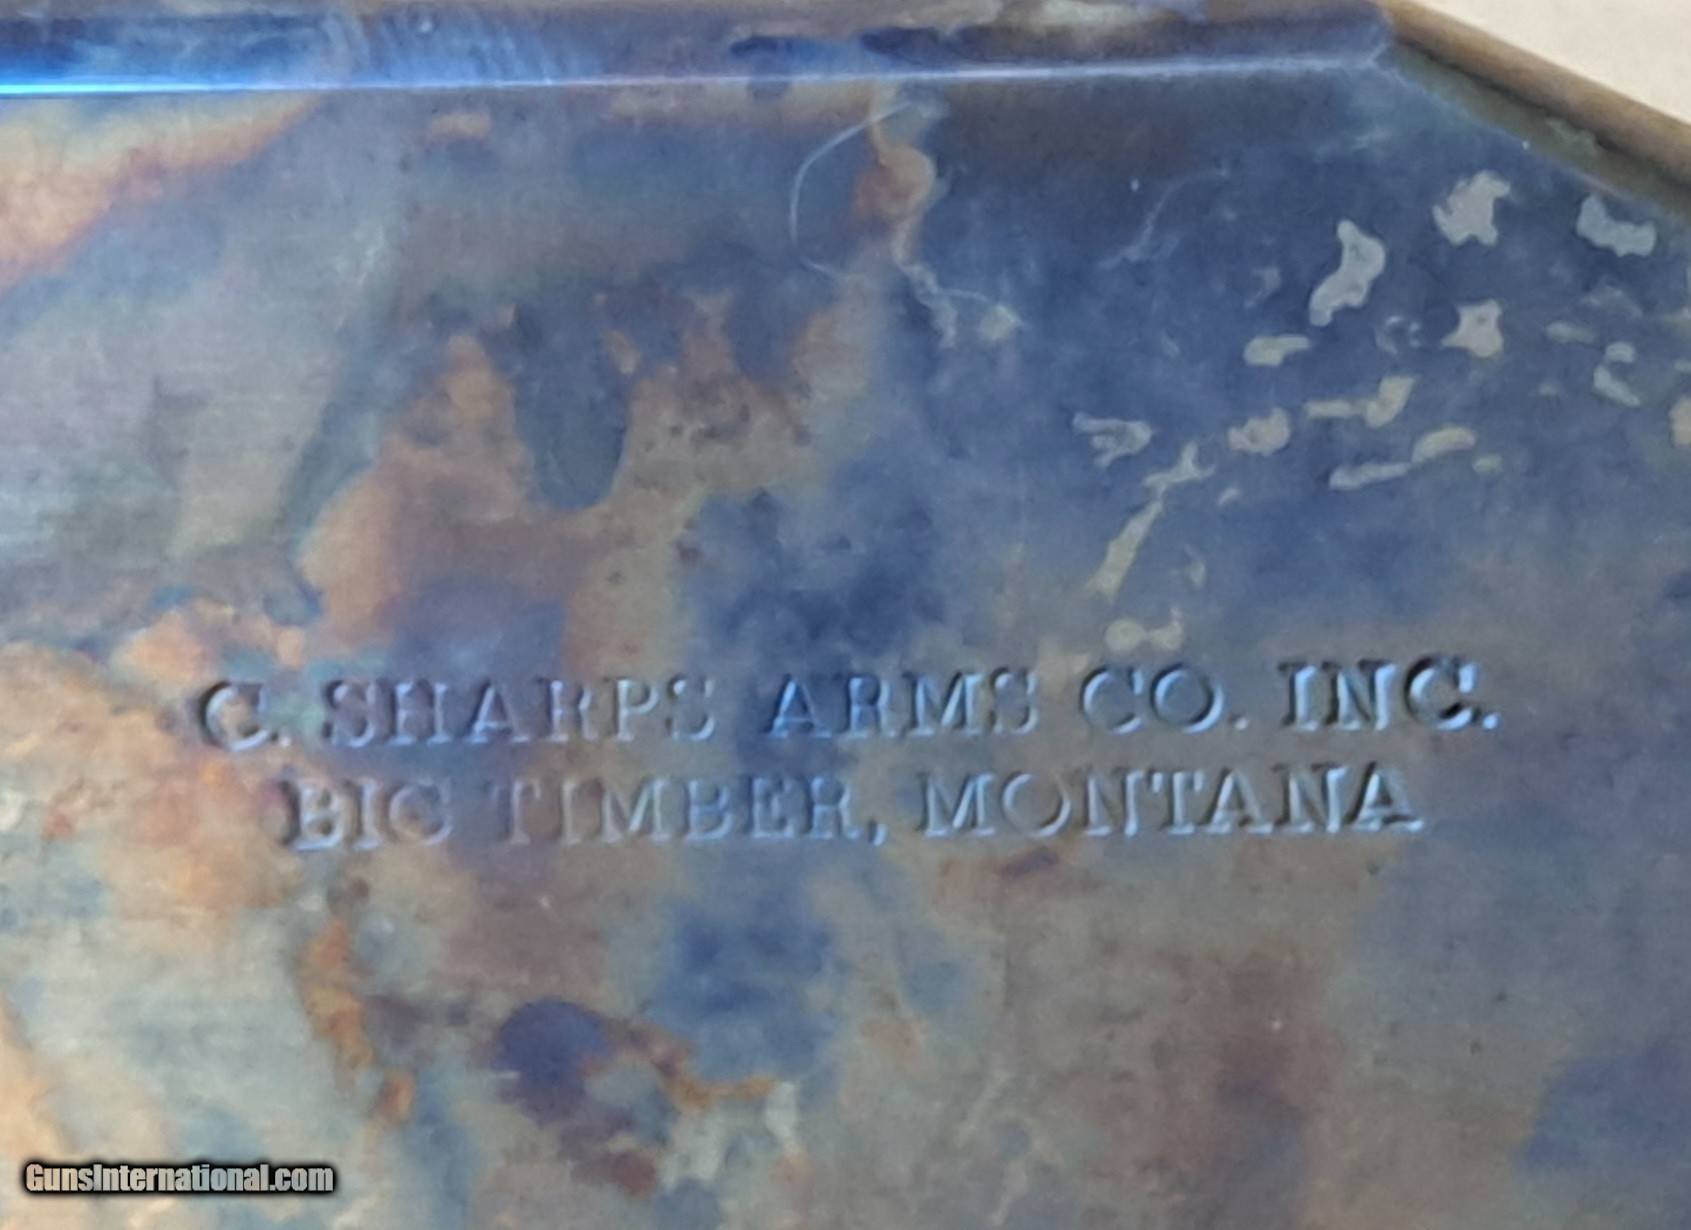 C. SHARPS ARMS CO. INC.
BIG TIMBER, MONTANA
GunsInternational.com